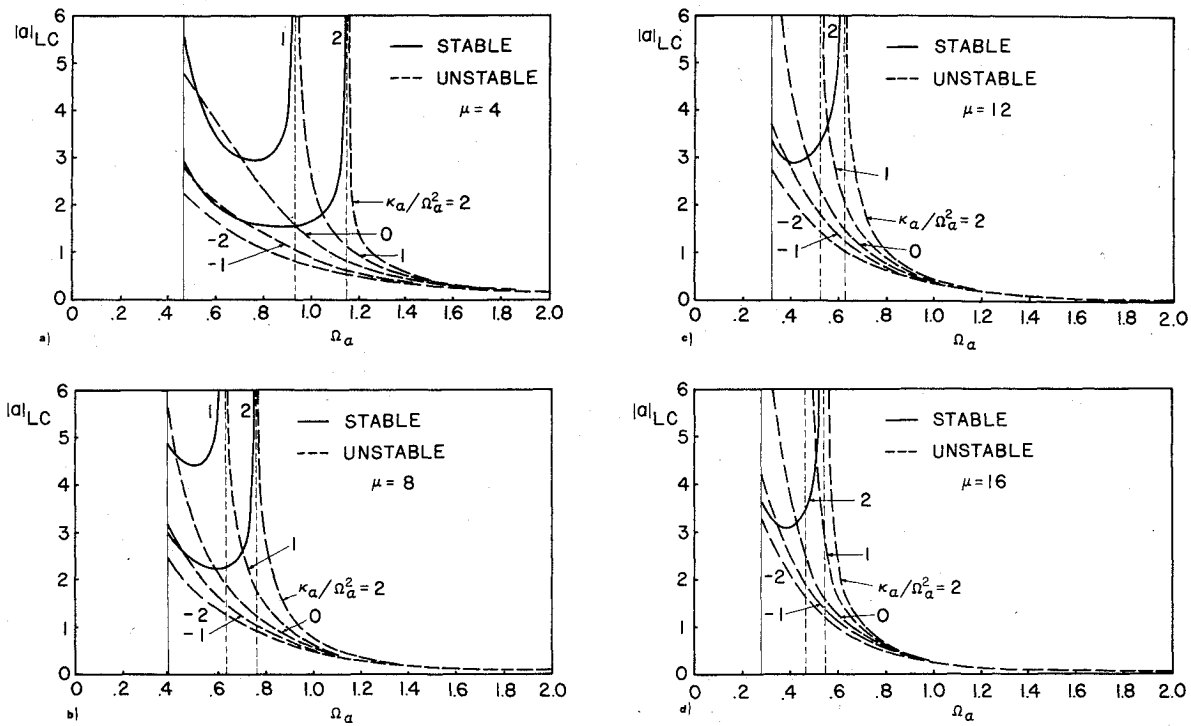 |a|LC
6
5
4
3
2
1
0
1
2
STABLE
UNSTABLE
μ = 4
κa/Ωa² = 2
0
1
-2
-1
0 .2 .4 .6 .8 1.0 1.2 1.4 1.6 1.8 2.0
Ωa
a)
|a|LC
6
5
4
3
2
1
0
1
2
STABLE
UNSTABLE
μ = 8
1
κa/Ωa² = 2
0
-2
-1
0 .2 .4 .6 .8 1.0 1.2 1.4 1.6 1.8 2.0
Ωa
b)
|a|LC
6
5
4
3
2
1
0
2
STABLE
UNSTABLE
μ = 12
1
κa/Ωa² = 2
0
-2
-1
0 .2 .4 .6 .8 1.0 1.2 1.4 1.6 1.8 2.0
Ωa
c)
|a|LC
6
5
4
3
2
1
0
STABLE
UNSTABLE
μ = 16
2
1
κa/Ωa² = 2
0
-2
-1
0 .2 .4 .6 .8 1.0 1.2 1.4 1.6 1.8 2.0
Ωa
d)